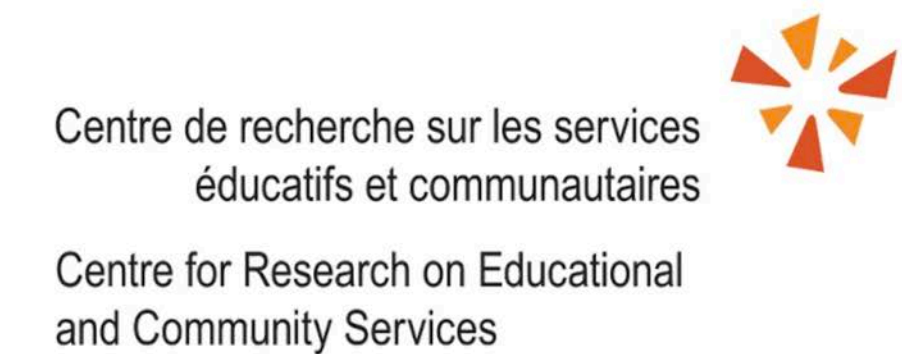 Centre de recherche sur les services
éducatifs et communautaires
Centre for Research on Educational
and Community Services